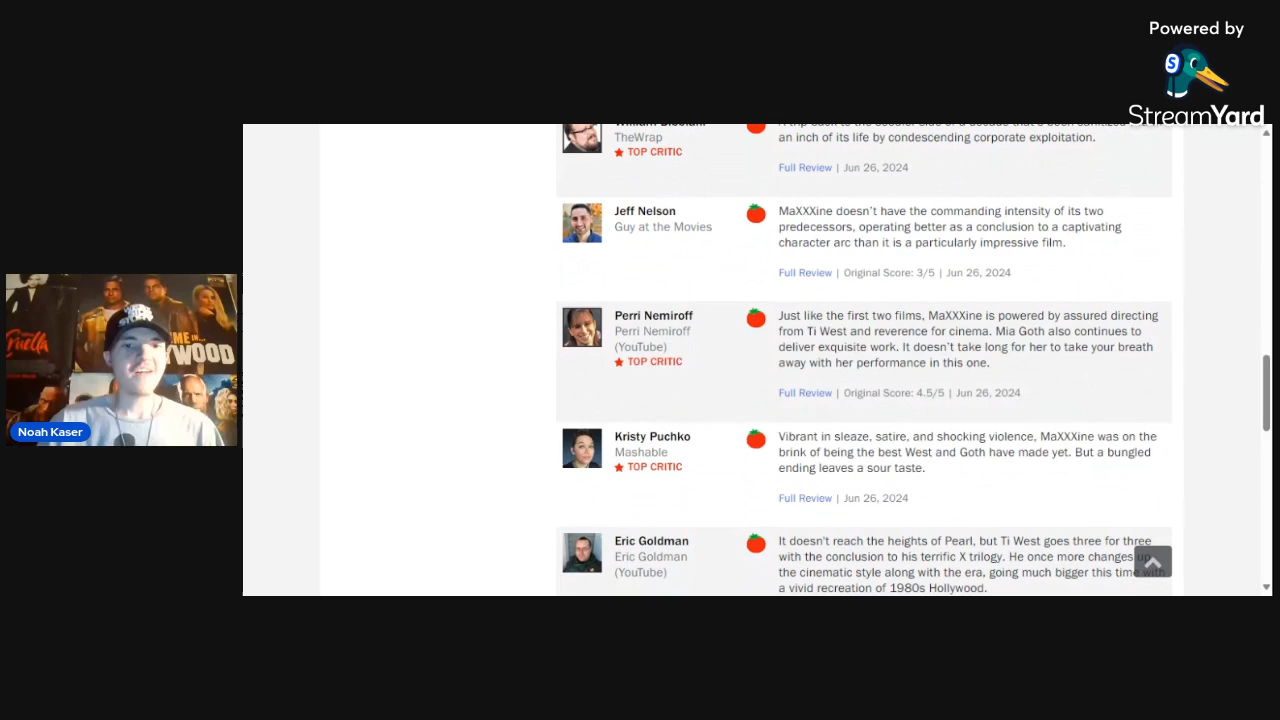 Powered by
StreamYard
TheWrap
TOP CRITIC
an inch of its life by condescending corporate exploitation.
Full Review | Jun 26, 2024
Jeff Nelson
Guy at the Movies
MaXXXine doesn't have the commanding intensity of its two
predecessors, operating better as a conclusion to a captivating
character arc than it is a particularly impressive film.
Full Review | Original Score: 3/5 | Jun 26, 2024
Perri Nemiroff
Perri Nemiroff
(YouTube)
TOP CRITIC
Just like the first two films, MaXXXine is powered by assured directing
from Ti West and reverence for cinema. Mia Goth also continues to
deliver exquisite work. It doesn't take long for her to take your breath
away with her performance in this one.
Full Review | Original Score: 4.5/5 | Jun 26, 2024
Kristy Puchko
Mashable
TOP CRITIC
Vibrant in sleaze, satire, and shocking violence, MaXXXine was on the
brink of being the best West and Goth have made yet. But a bungled
ending leaves a sour taste.
Full Review | Jun 26, 2024
Eric Goldman
Eric Goldman
(YouTube)
It doesn't reach the heights of Pearl, but Ti West goes three for three
with the conclusion to his terrific X trilogy. He once more changes up
the cinematic style along with the era, going much bigger this time with
a vivid recreation of 1980s Hollywood.
Cruella
TIME IN...
YWOOD
Noah Kaser